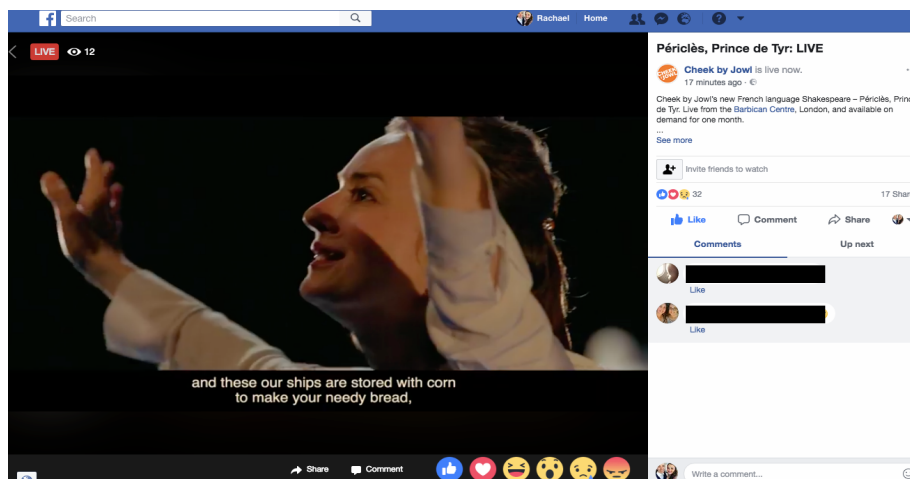 f
Search
Rachael
Home
LIVE
12
and these our ships are stored with corn
to make your needy bread,
Share
Comment
Périclès, Prince de Tyr: LIVE
CHEEK BY JOWL
Cheek by Jowl is live now.
17 minutes ago ·
Cheek by Jowl's new French language Shakespeare – Périclès, Princ
de Tyr. Live from the Barbican Centre, London, and available on
demand for one month.
...
See more
Invite friends to watch
32
17 Shar
Like
Comment
Share
Comments
Up next
Like
Like
Write a comment...